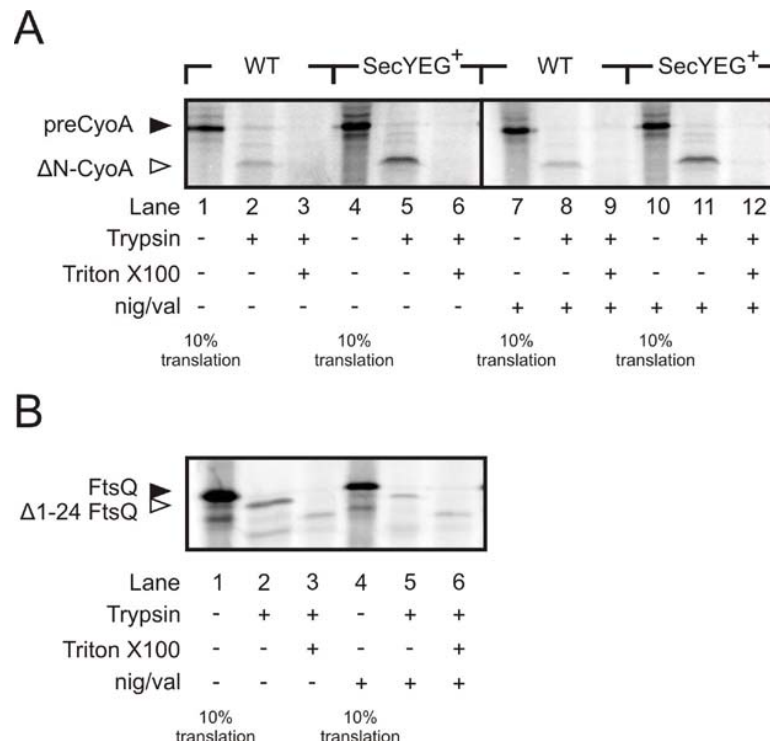 A
WT SecYEG+ WT SecYEG+
preCyoA
ΔN-CyoA
Lane 1 2 3 4 5 6 7 8 9 10 11 12
Trypsin - + + - + + - + + - + +
Triton X100 - - + - - + - - + - - +
nig/val - - - - - - + + + + + +
10% 10% 10% 10%
translation translation translation translation
B
FtsQ
Δ1-24 FtsQ
Lane 1 2 3 4 5 6
Trypsin - + + - + +
Triton X100 - - + - - +
nig/val - - - + + +
10% 10%
translation translation